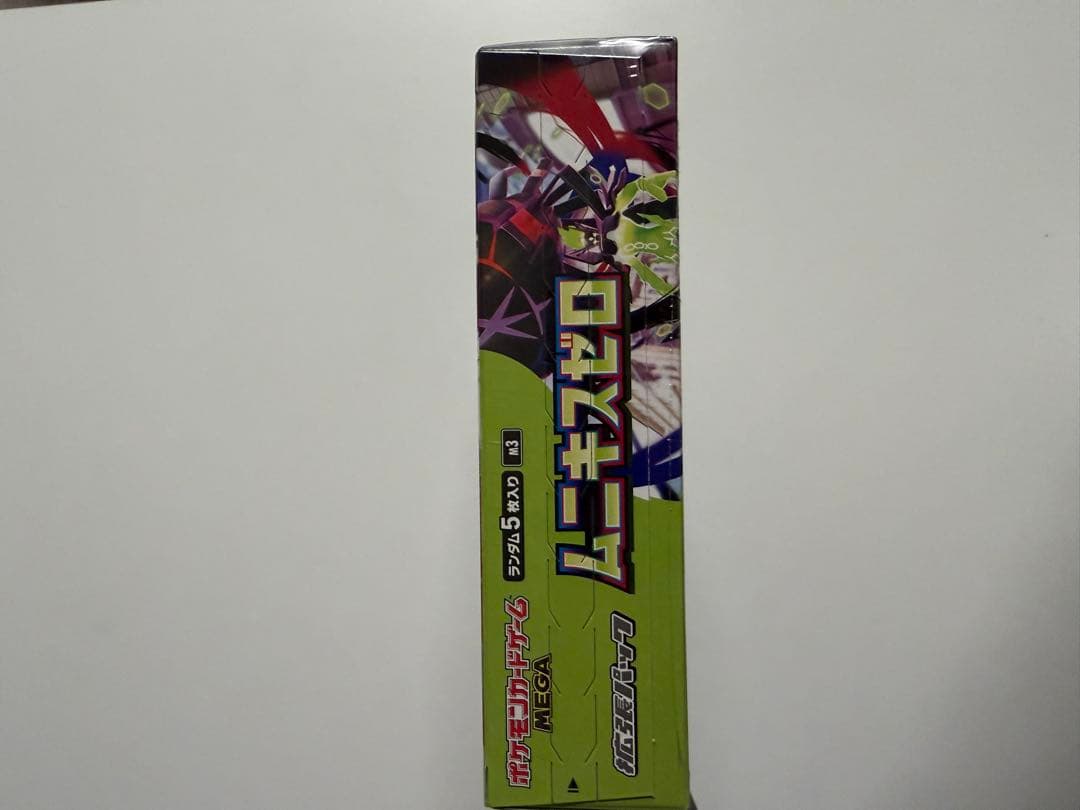 ポケモンカードゲーム
MEGA
ランダム5枚入り
M3
拡張パック
ムニキスゼロ